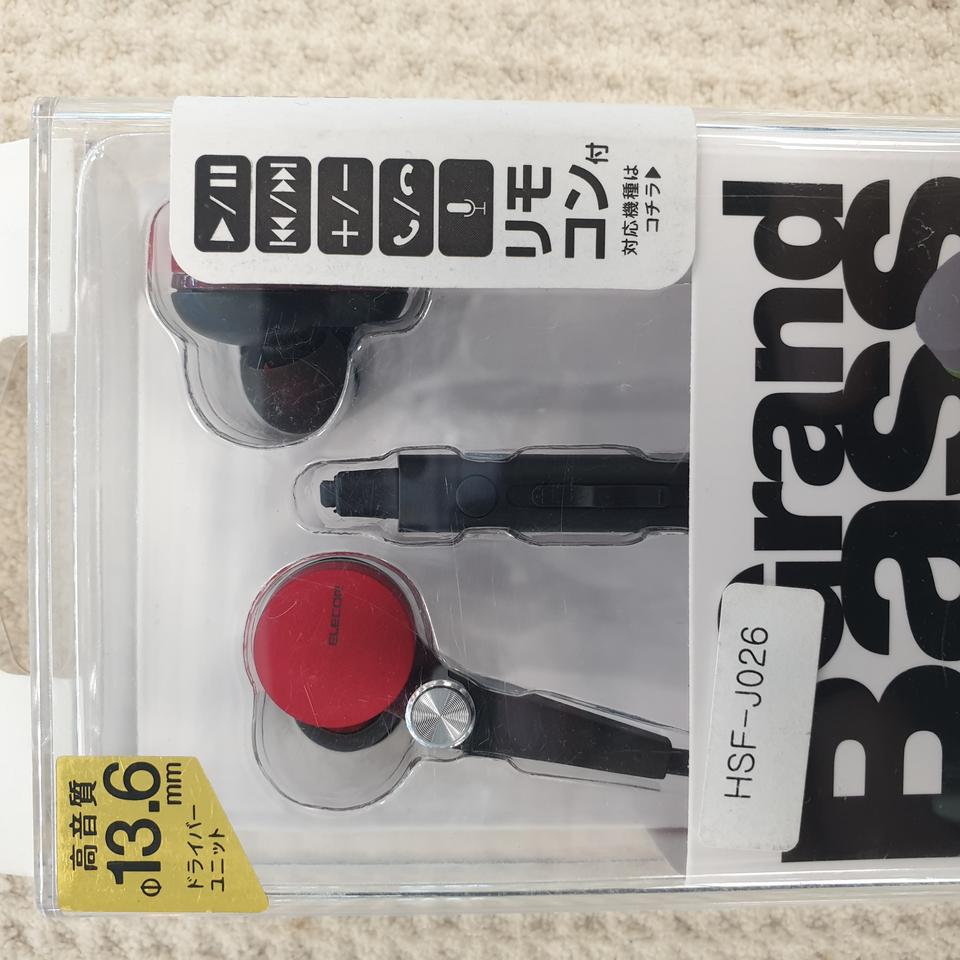 リモ
コン付
対応機種は
コチラ▶
ELECOM
高音質
Φ13.6mm
ドライバー
ユニット
Grand
Bass
HSF-J026